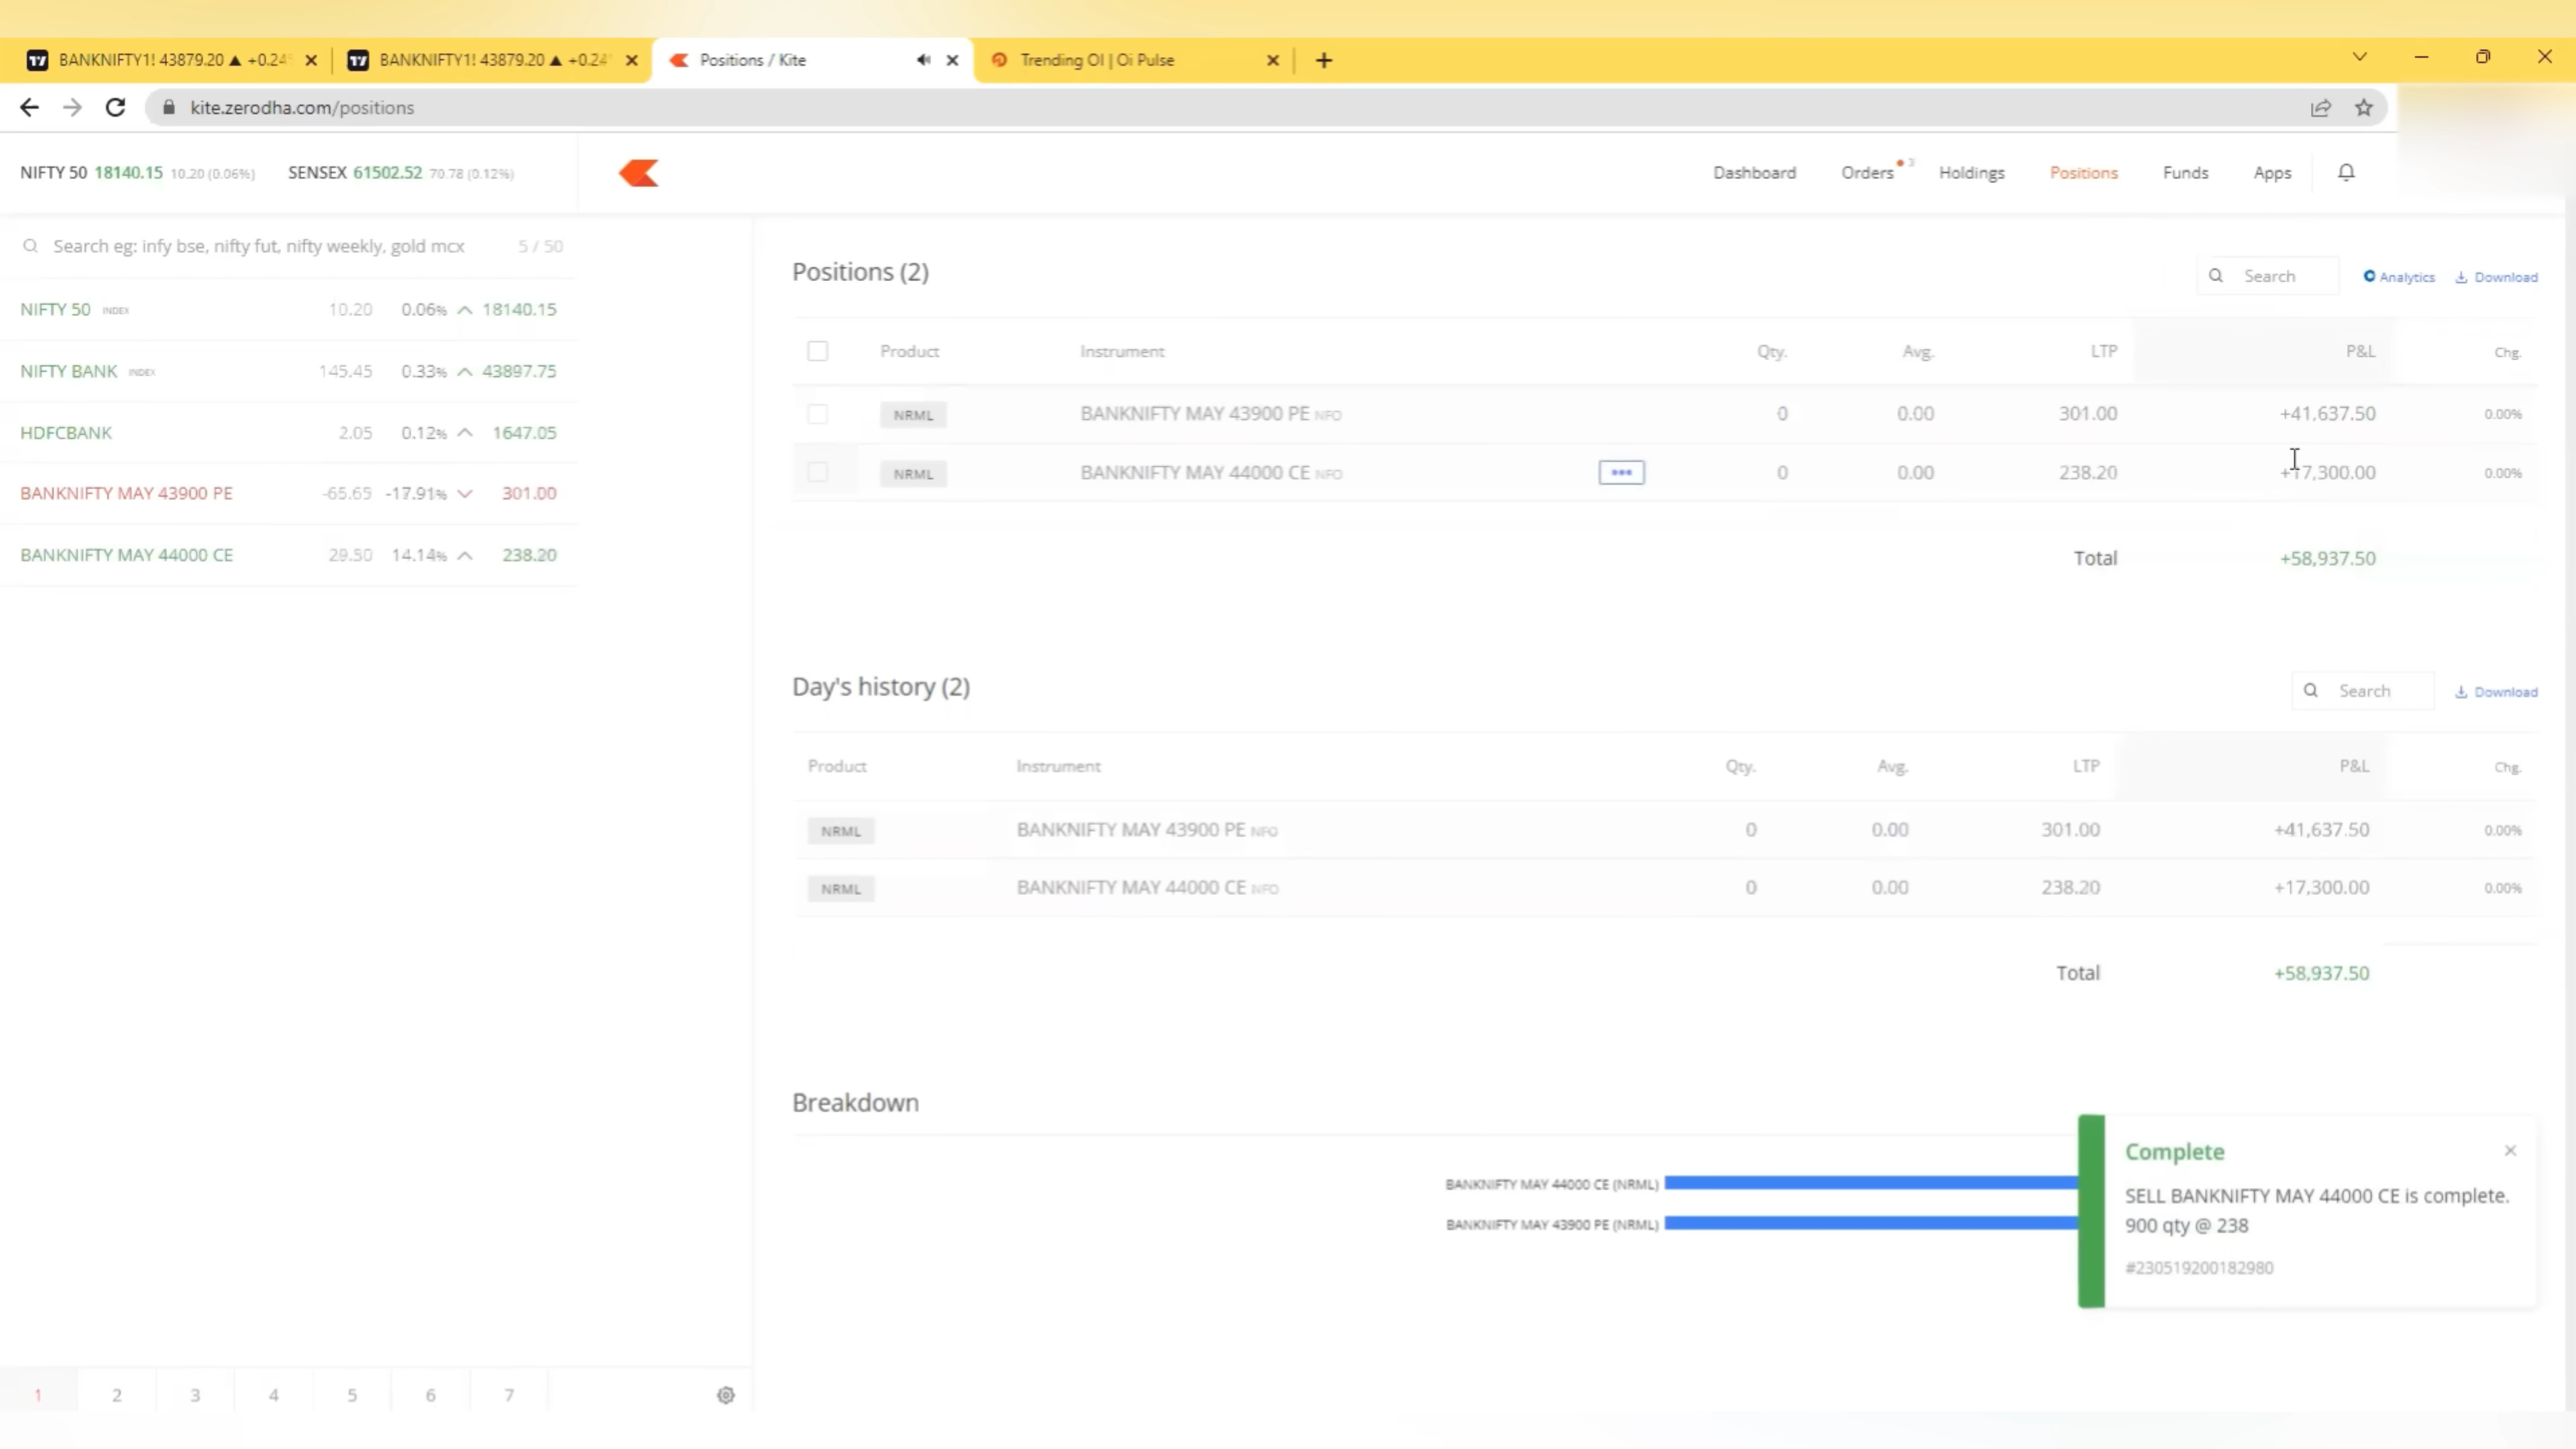 BANKNIFTY1! 43879.20 ▲ +0.24 BANKNIFTY1! 43879.20 ▲ +0.24 Positions / Kite Trending OI | Oi Pulse
kite.zerodha.com/positions
NIFTY 50 18140.15 10.20 (0.06%) SENSEX 61502.52 70.78 (0.12%) Dashboard Orders 3 Holdings Positions Funds Apps
Search eg: infy bse, nifty fut, nifty weekly, gold mcx 5 / 50
NIFTY 50 INDEX 10.20 0.06% 18140.15
NIFTY BANK INDEX 145.45 0.33% 43897.75
HDFCBANK 2.05 0.12% 1647.05
BANKNIFTY MAY 43900 PE -65.65 -17.91% 301.00
BANKNIFTY MAY 44000 CE 29.50 14.14% 238.20
Positions (2) Search Analytics Download
Product Instrument Qty. Avg. LTP P&L Chg.
NRML BANKNIFTY MAY 43900 PE NFO 0 0.00 301.00 +41,637.50 0.00%
NRML BANKNIFTY MAY 44000 CE NFO ••• 0 0.00 238.20 +17,300.00 0.00%
Total +58,937.50
Day's history (2) Search Download
Product Instrument Qty. Avg. LTP P&L Chg.
NRML BANKNIFTY MAY 43900 PE NFO 0 0.00 301.00 +41,637.50 0.00%
NRML BANKNIFTY MAY 44000 CE NFO 0 0.00 238.20 +17,300.00 0.00%
Total +58,937.50
Breakdown
BANKNIFTY MAY 44000 CE (NRML)
BANKNIFTY MAY 43900 PE (NRML)
Complete
SELL BANKNIFTY MAY 44000 CE is complete.
900 qty @ 238
#230519200182980
1 2 3 4 5 6 7